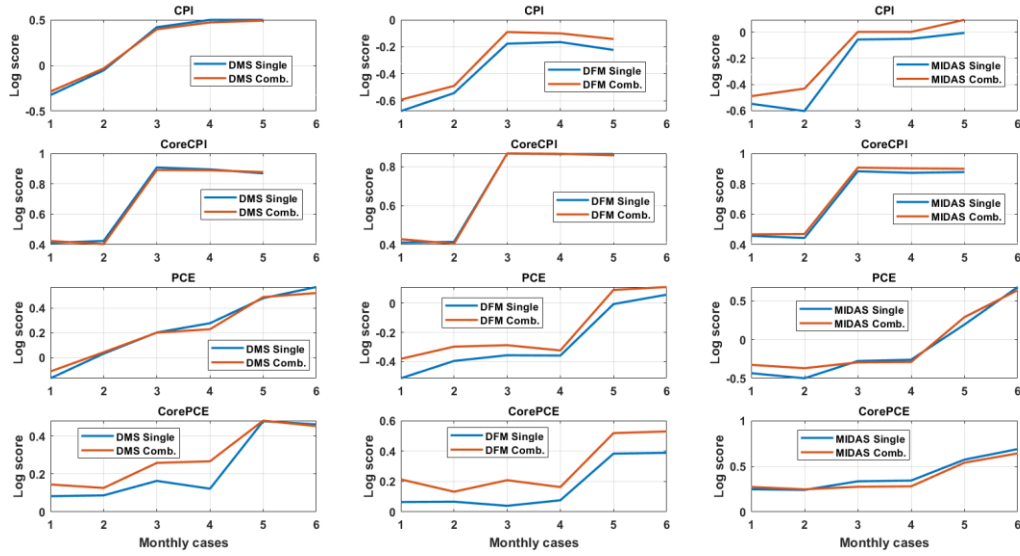 CPI
Log score
0.5
0
-0.5
DMS Single
DMS Comb.
1 2 3 4 5 6
CPI
Log score
0
-0.2
-0.4
-0.6
DFM Single
DFM Comb.
1 2 3 4 5 6
CPI
Log score
0
-0.2
-0.4
-0.6
MIDAS Single
MIDAS Comb.
1 2 3 4 5 6
CoreCPI
Log score
1
0.8
0.6
0.4
DMS Single
DMS Comb.
1 2 3 4 5 6
CoreCPI
Log score
0.8
0.6
0.4
DFM Single
DFM Comb.
1 2 3 4 5 6
CoreCPI
Log score
1
0.8
0.6
0.4
MIDAS Single
MIDAS Comb.
1 2 3 4 5 6
PCE
Log score
0.4
0.2
0
DMS Single
DMS Comb.
1 2 3 4 5 6
PCE
Log score
0
-0.2
-0.4
DFM Single
DFM Comb.
1 2 3 4 5 6
PCE
Log score
0.5
0
-0.5
MIDAS Single
MIDAS Comb.
1 2 3 4 5 6
CorePCE
Log score
0.4
0.2
0
DMS Single
DMS Comb.
1 2 3 4 5 6
Monthly cases
CorePCE
Log score
0.6
0.4
0.2
0
DFM Single
DFM Comb.
1 2 3 4 5 6
Monthly cases
CorePCE
Log score
1
0.5
0
MIDAS Single
MIDAS Comb.
1 2 3 4 5 6
Monthly cases